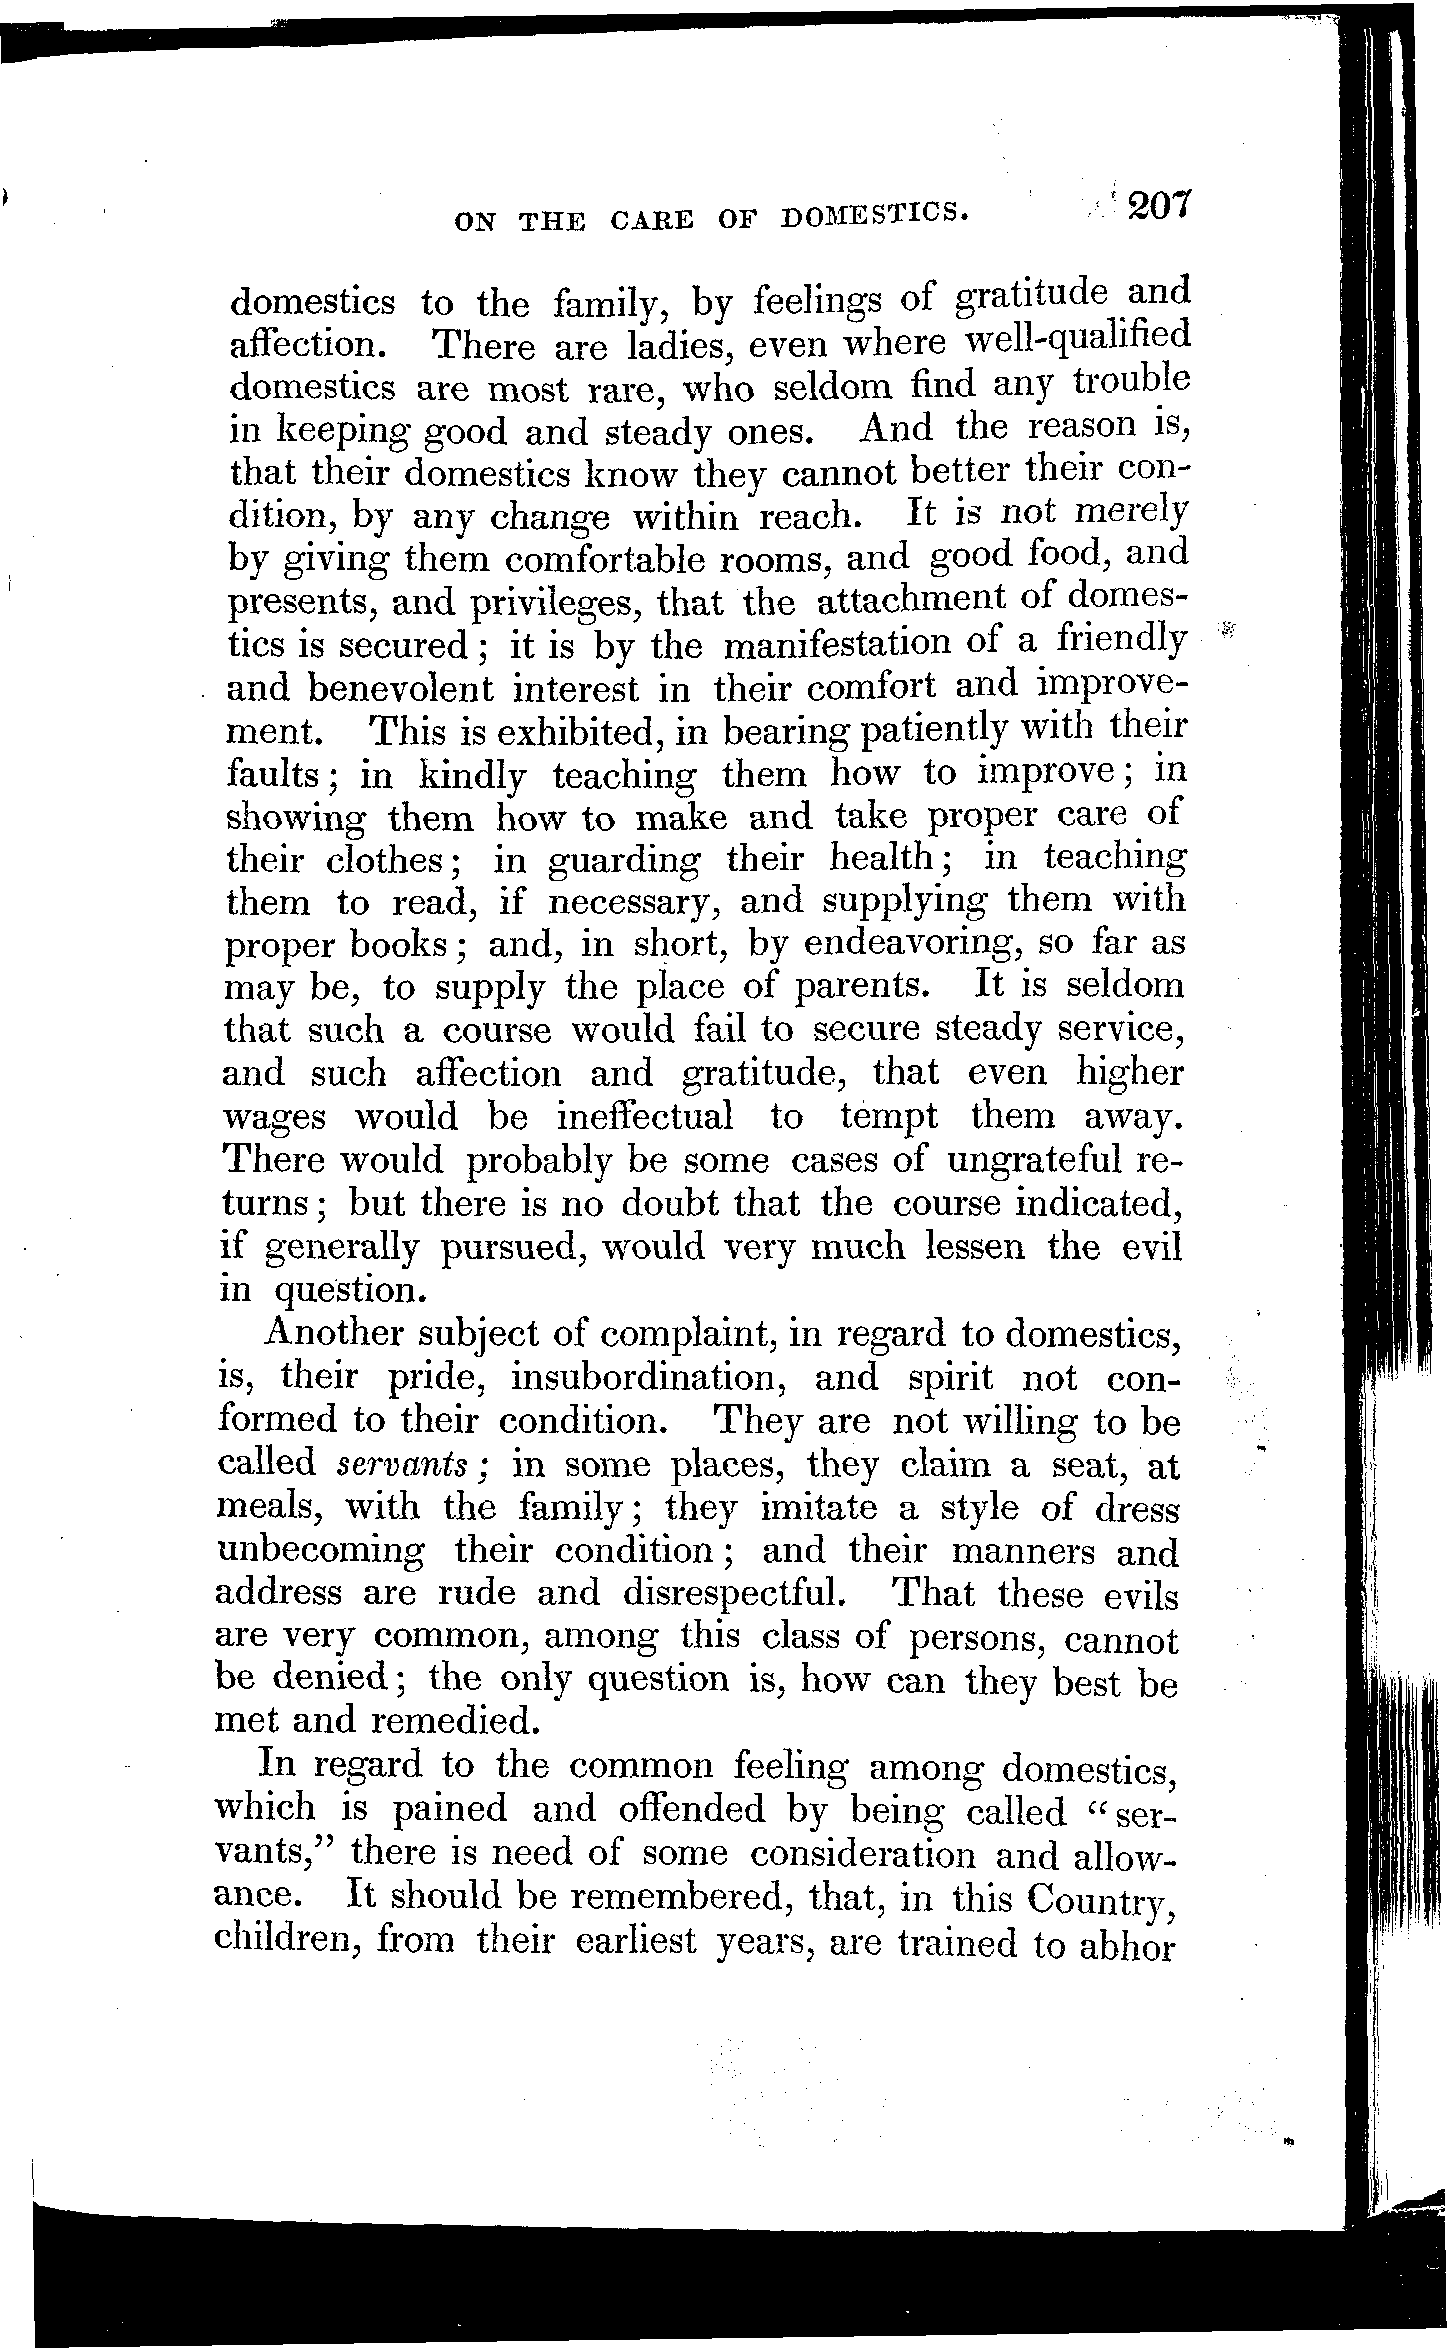 ON THE CARE OF DOMESTICS. 207
domestics to the family, by feelings of gratitude and
affection. There are ladies, even where well-qualified
domestics are most rare, who seldom find any trouble
in keeping good and steady ones. And the reason is,
that their domestics know they cannot better their con-
dition, by any change within reach. It is not merely
by giving them comfortable rooms, and good food, and
presents, and privileges, that the attachment of domes-
tics is secured; it is by the manifestation of a friendly
and benevolent interest in their comfort and improve-
ment. This is exhibited, in bearing patiently with their
faults; in kindly teaching them how to improve; in
showing them how to make and take proper care of
their clothes; in guarding their health; in teaching
them to read, if necessary, and supplying them with
proper books; and, in short, by endeavoring, so far as
may be, to supply the place of parents. It is seldom
that such a course would fail to secure steady service,
and such affection and gratitude, that even higher
wages would be ineffectual to tempt them away.
There would probably be some cases of ungrateful re-
turns; but there is no doubt that the course indicated,
if generally pursued, would very much lessen the evil
in question.
Another subject of complaint, in regard to domestics,
is, their pride, insubordination, and spirit not con-
formed to their condition. They are not willing to be
called servants; in some places, they claim a seat, at
meals, with the family; they imitate a style of dress
unbecoming their condition; and their manners and
address are rude and disrespectful. That these evils
are very common, among this class of persons, cannot
be denied; the only question is, how can they best be
met and remedied.
In regard to the common feeling among domestics,
which is pained and offended by being called "ser-
vants," there is need of some consideration and allow-
ance. It should be remembered, that, in this Country,
children, from their earliest years, are trained to abhor